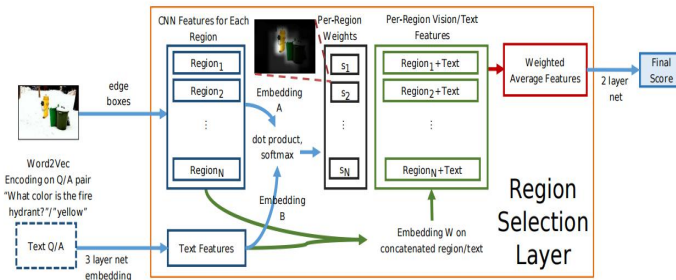 CNN Features for Each
Region
Region1
Region2
⋮
RegionN
Per-Region
Weights
s1
s2
⋮
sN
Per-Region Vision/Text
Features
Region1+Text
Region2+Text
⋮
RegionN+Text
Weighted
Average Features
2 layer
net
Final
Score
edge
boxes
Embedding
A
dot product,
softmax
Embedding
B
Word2Vec
Encoding on Q/A pair
“What color is the fire
hydrant?”/“yellow”
Text Q/A
3 layer net
embedding
Text Features
Embedding W on
concatenated region/text
Region
Selection
Layer